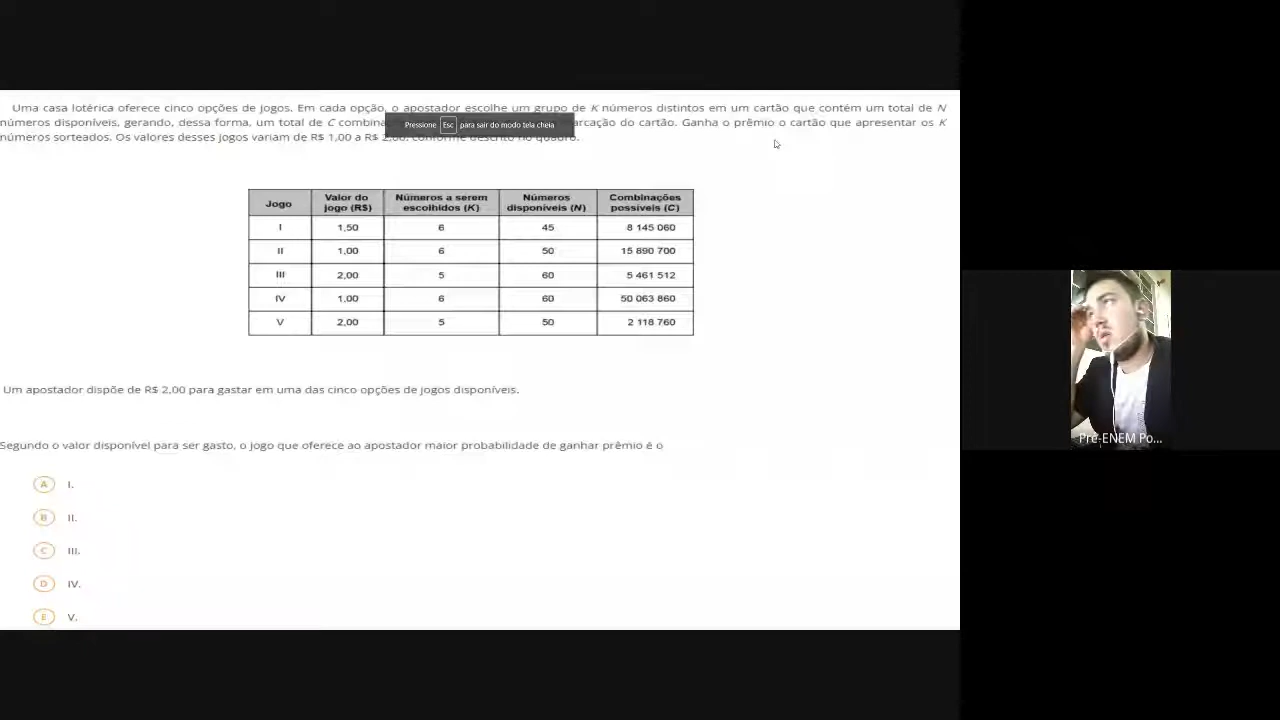 Uma casa lotérica oferece cinco opções de jogos. Em cada opção, o apostador escolhe um grupo de K números distintos em um cartão que contém um total de N
números disponíveis, gerando, dessa forma, um total de C combina arcação do cartão. Ganha o prêmio o cartão que apresentar os K
Pressione Esc para sair do modo tela cheia
números sorteados. Os valores desses jogos variam de R$ 1,00 a R$ 2,00, conforme descrito no quadro.
Jogo Valor do jogo (R$) Números a serem escolhidos (K) Números disponíveis (N) Combinações possíveis (C)
I 1,50 6 45 8 145 060
II 1,00 6 50 15 890 700
III 2,00 5 60 5 461 512
IV 1,00 6 60 50 063 860
V 2,00 5 50 2 118 760
Um apostador dispõe de R$ 2,00 para gastar em uma das cinco opções de jogos disponíveis.
Segundo o valor disponível para ser gasto, o jogo que oferece ao apostador maior probabilidade de ganhar prêmio é o
A I.
B II.
C III.
D IV.
E V.
Pré-ENEM Po...